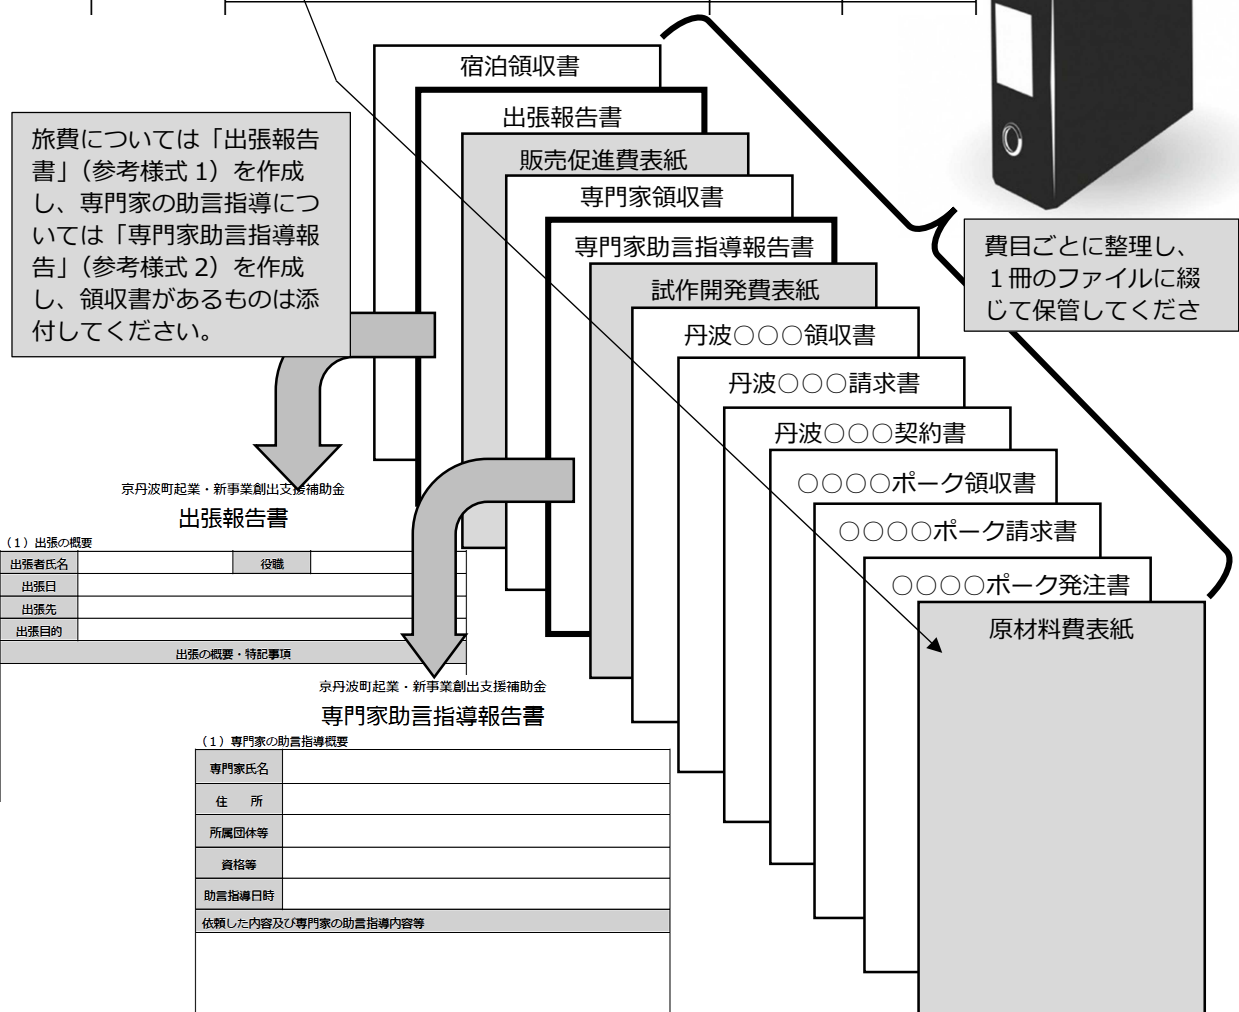 宿泊領収書
出張報告書
販売促進費表紙
専門家領収書
専門家助言指導報告書
試作開発費表紙
丹波○○○領収書
丹波○○○請求書
丹波○○○契約書
○○○○ポーク領収書
○○○○ポーク請求書
○○○○ポーク発注書
原材料費表紙
旅費については「出張報告
書」（参考様式 1）を作成
し、専門家の助言指導につ
いては「専門家助言指導報
告」（参考様式 2）を作成
し、領収書があるものは添
付してください。
費目ごとに整理し、
１冊のファイルに綴
じて保管してくださ
京丹波町起業・新事業創出支援補助金
出張報告書
（１）出張の概要
出張者氏名 役職
出張日
出張先
出張目的
出張の概要・特記事項
京丹波町起業・新事業創出支援補助金
専門家助言指導報告書
（１）専門家の助言指導概要
専門家氏名
住　所
所属団体等
資格等
助言指導日時
依頼した内容及び専門家の助言指導内容等